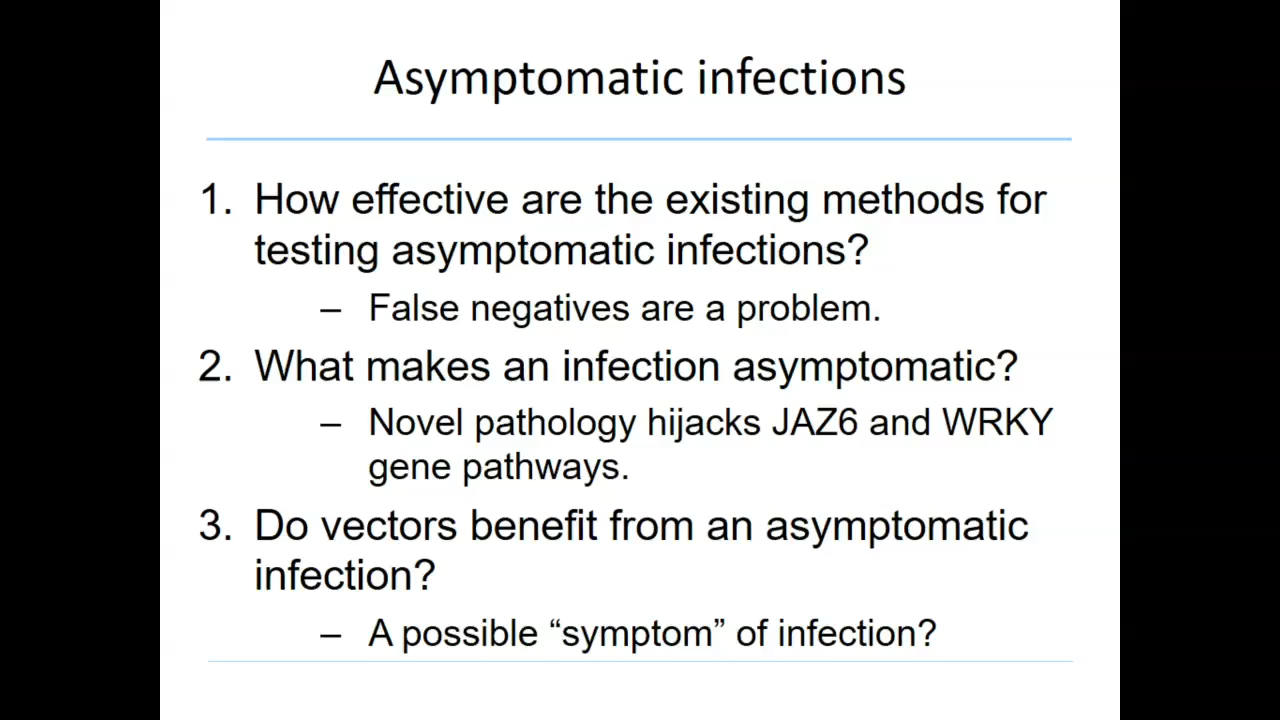 Asymptomatic infections
1. How effective are the existing methods for
testing asymptomatic infections?
– False negatives are a problem.
2. What makes an infection asymptomatic?
– Novel pathology hijacks JAZ6 and WRKY
gene pathways.
3. Do vectors benefit from an asymptomatic
infection?
– A possible “symptom” of infection?